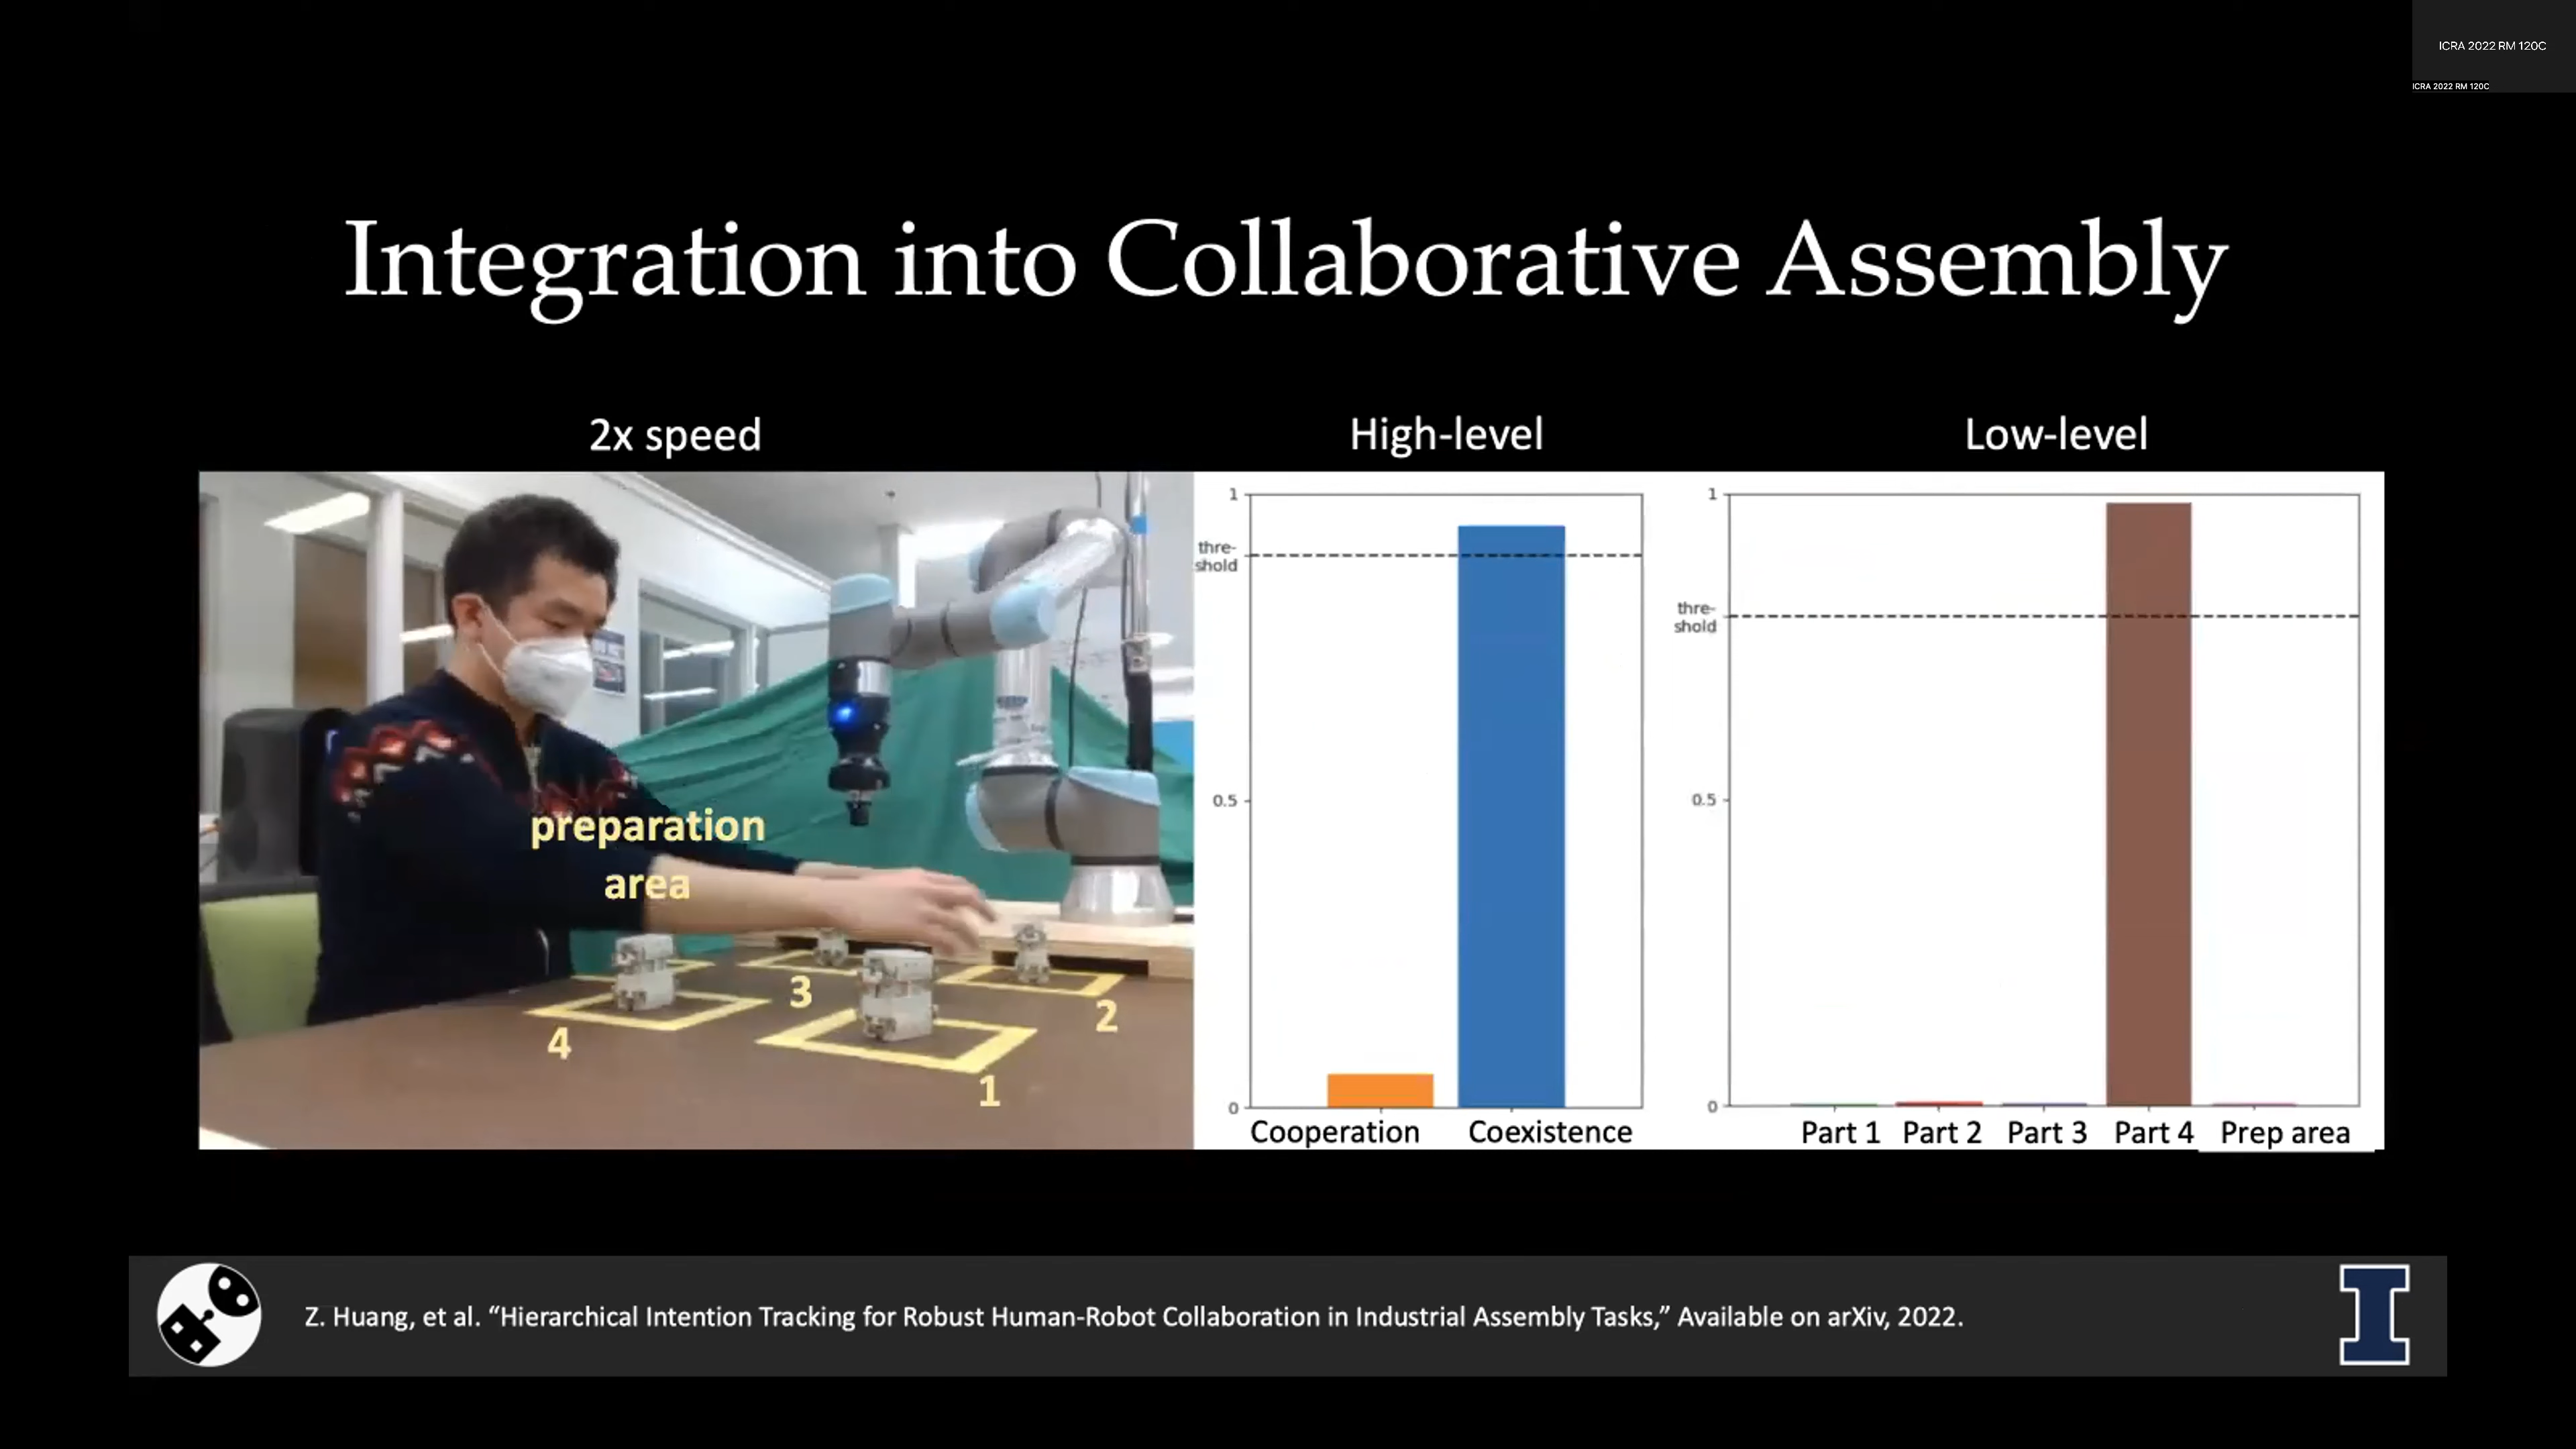 ICRA 2022 RM 120C
ICRA 2022 RM 120C
Integration into Collaborative Assembly
2x speed
High-level
Low-level
preparation
area
3
2
4
1
1
thre-
shold
0.5
0
Cooperation
Coexistence
1
thre-
shold
0.5
0
Part 1
Part 2
Part 3
Part 4
Prep area
Z. Huang, et al. “Hierarchical Intention Tracking for Robust Human-Robot Collaboration in Industrial Assembly Tasks,” Available on arXiv, 2022.
I